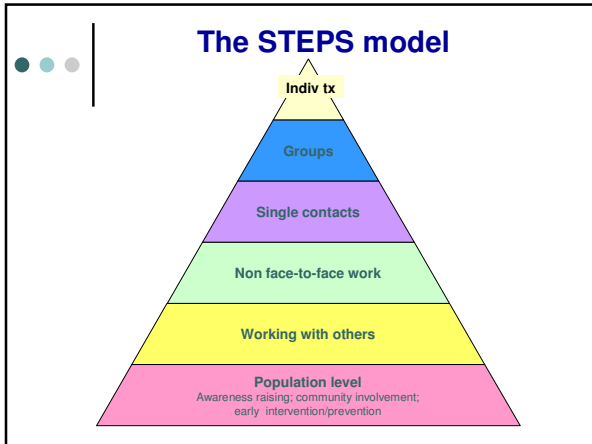 The STEPS model
Indiv tx
Groups
Single contacts
Non face-to-face work
Working with others
Population level
Awareness raising; community involvement;
early intervention/prevention